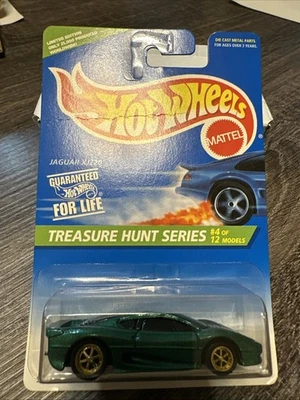 LIMITED EDITION
ONLY 25,000 PRODUCED
WORLDWIDE!
DIE CAST METAL PARTS.
FOR AGES OVER 3 YEARS.
Hot Wheels
MATTEL
JAGUAR XJ220
GUARANTEED
Hot Wheels
FOR LIFE
TREASURE HUNT SERIES #4 OF
12 MODELS